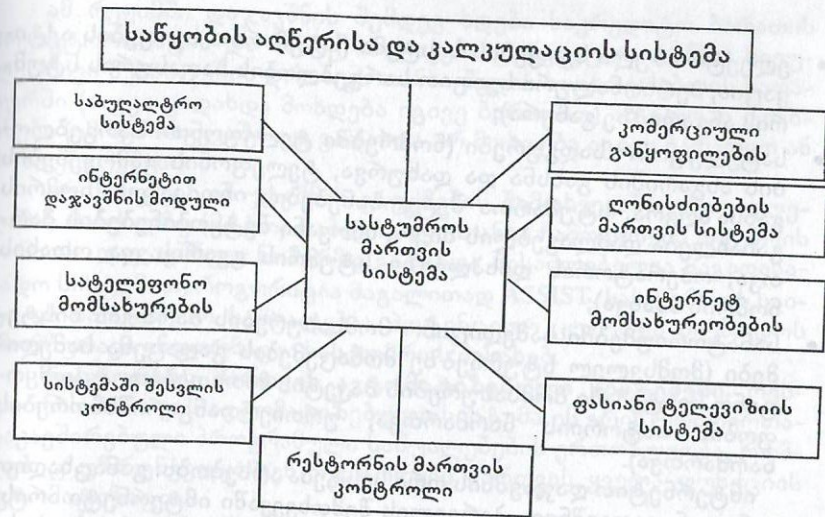 საწყობის აღწერისა და კალკულაციის სისტემა
საბუღალტრო
სისტემა
კომერციული
განყოფილების
ინტერნეტით
დაჯავშნის მოდული
სასტუმროს
მართვის
სისტემა
ღონისძიებების
მართვის სისტემა
სატელეფონო
მომსახურების
ინტერნეტ
მომსახურეობების
სისტემაში შესვლის
კონტროლი
ფასიანი ტელევიზიის
სისტემა
რესტორნის მართვის
კონტროლი